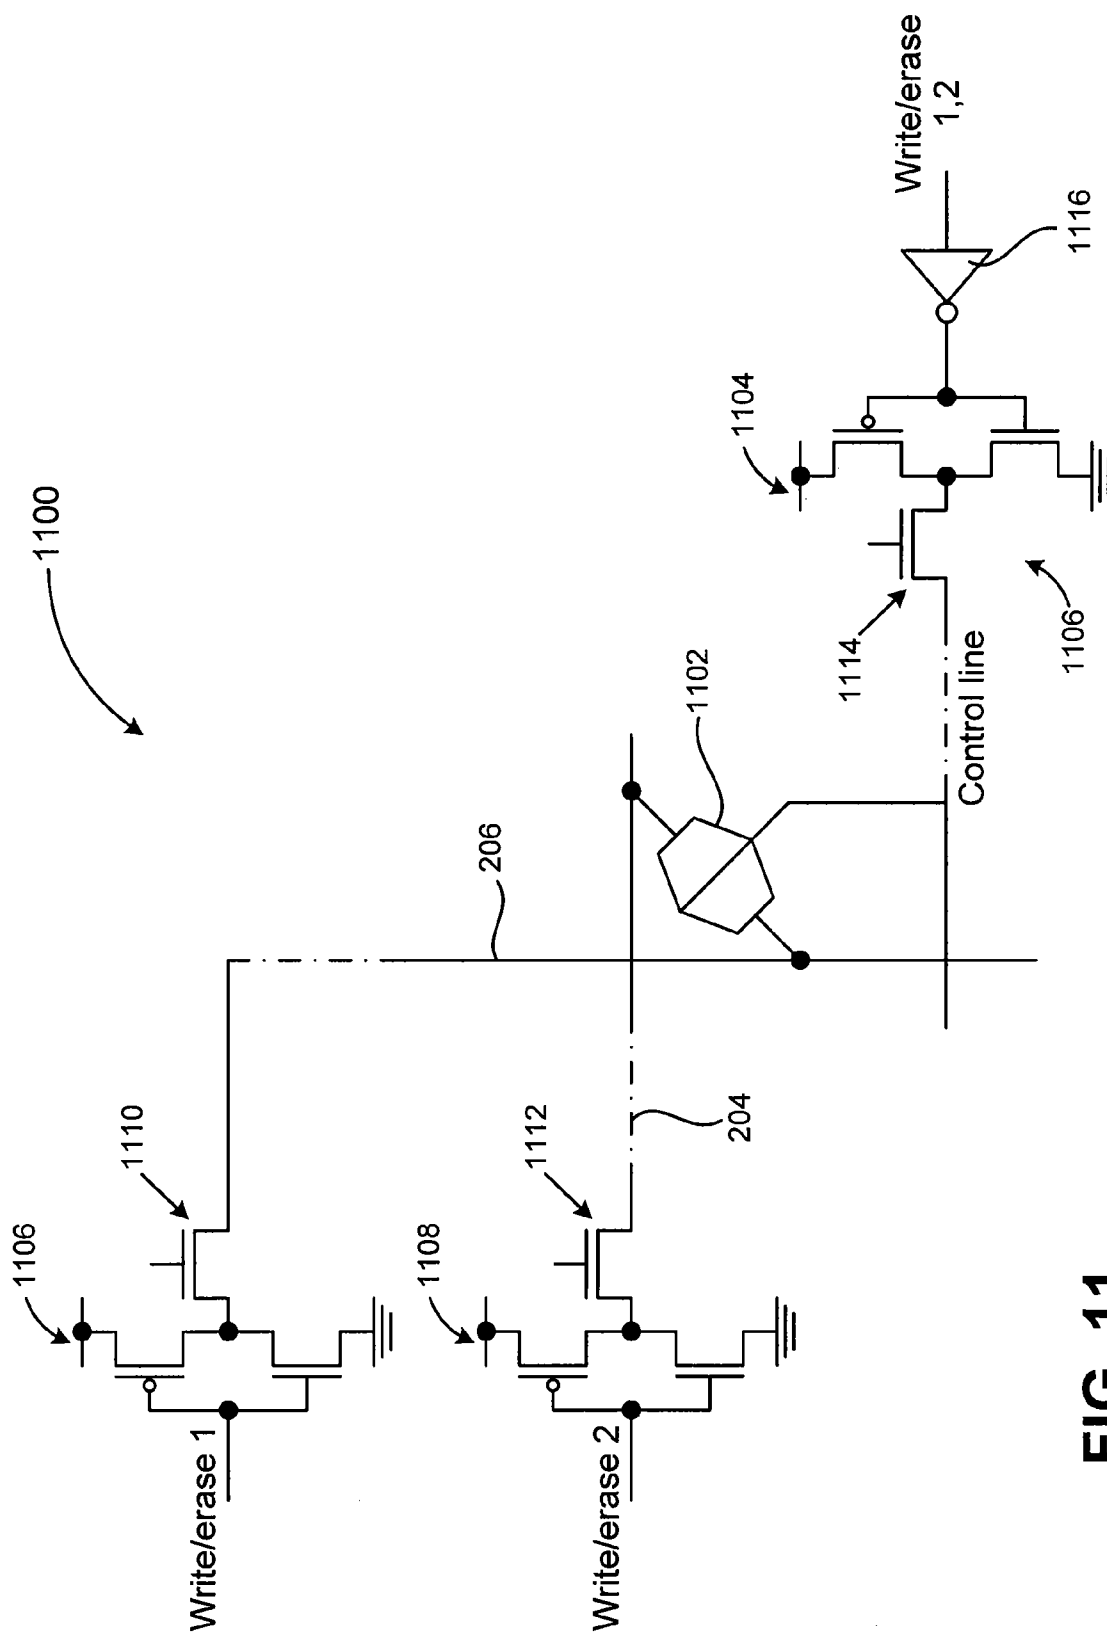 1106
1100
1110
Write/erase 1
1108
206
1112
Write/erase 2
1102
204
1104
1114
Write/erase
1,2
Control line
1106
1116
FIG. 11